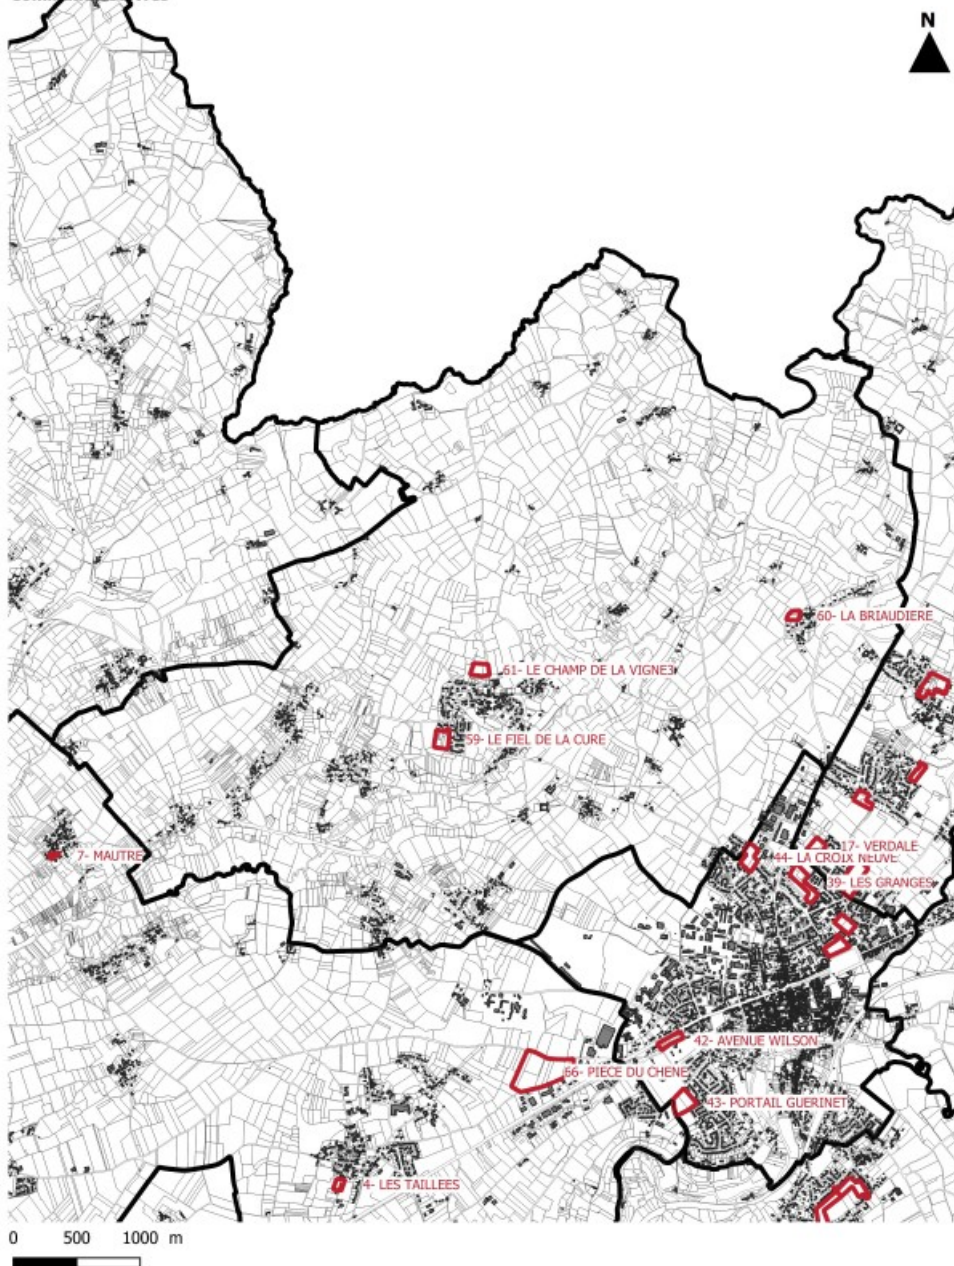 N
60- LA BRIAUDIERE
61- LE CHAMP DE LA VIGNE3
59- LE FIEL DE LA CURE
17- VERDALE
7- MAUTRE
44- LA CROIX NEUVE
39- LES GRANGES
42- AVENUE WILSON
66- PIECE DU CHENE
43- PORTAIL GUERINET
4- LES TAILLEES
0 500 1000 m